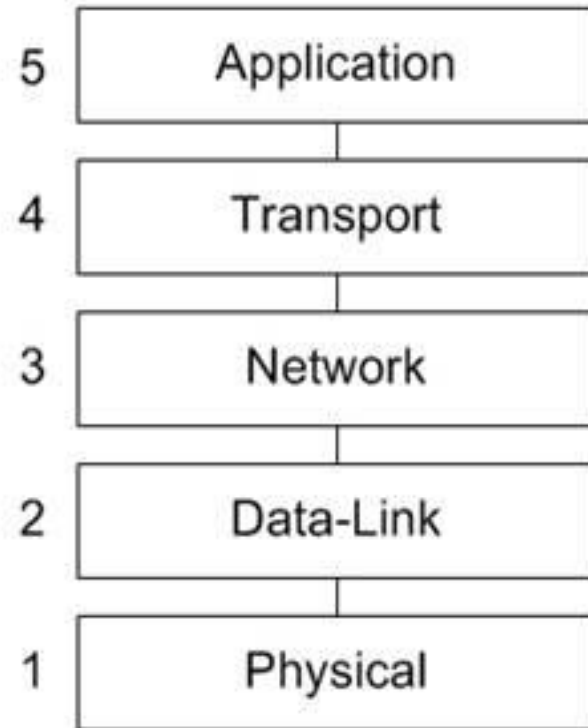 5 Application
4 Transport
3 Network
2 Data-Link
1 Physical